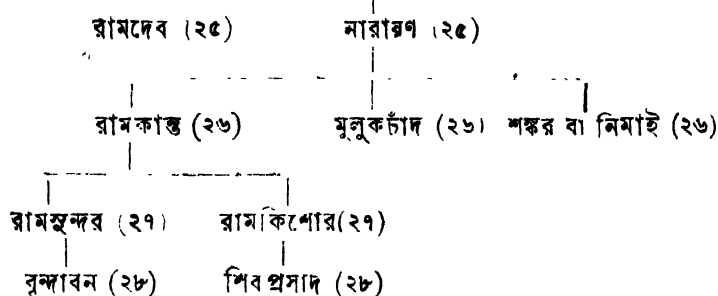 রামদেব (২৫) নারায়ণ (২৫)
রামকান্ত (২৬) মুলুকচাঁদ (২৬) শঙ্কর বা নিমাই (২৬)
রামসুন্দর (২৭) রামকিশোর(২৭)
বৃন্দাবন (২৮) শিবপ্রসাদ (২৮)